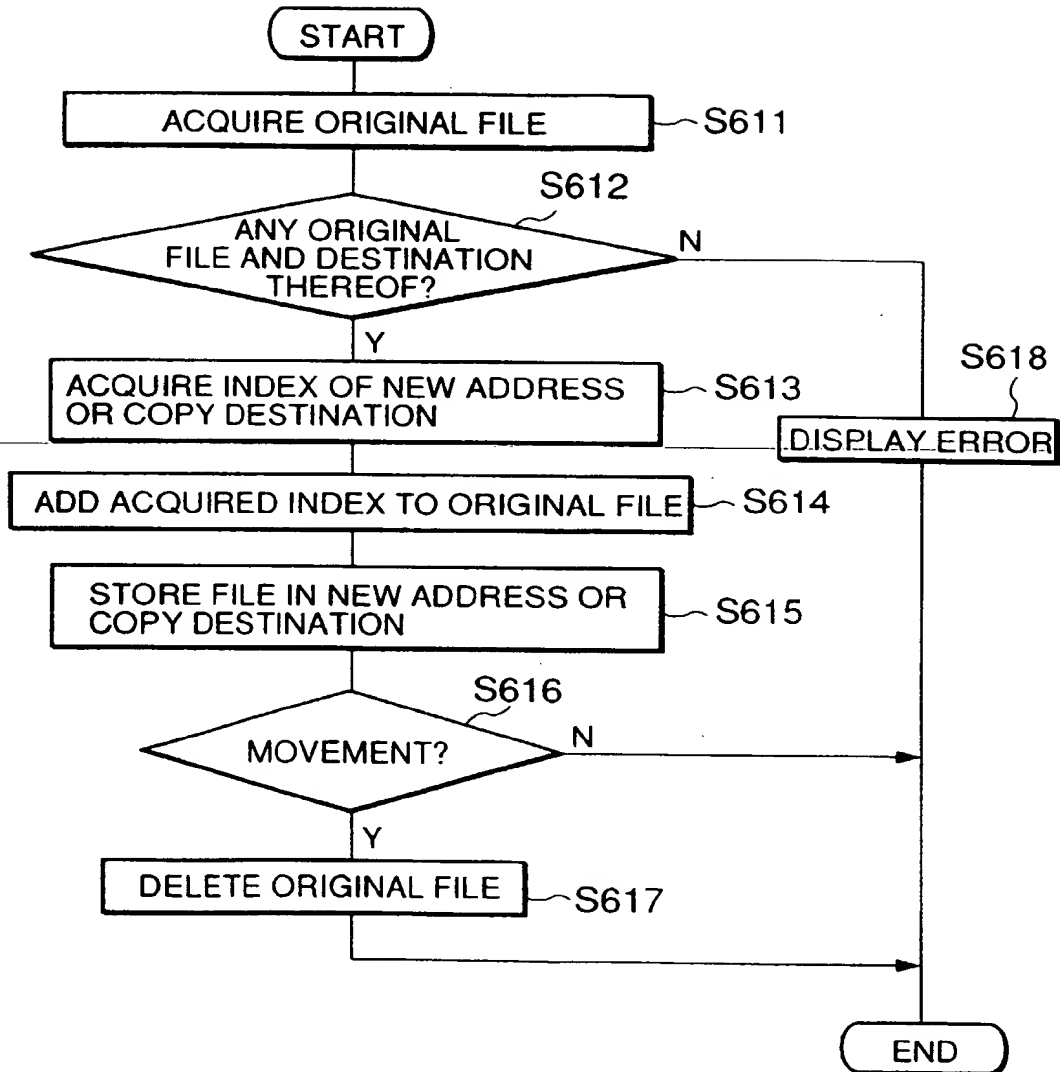 START
ACQUIRE ORIGINAL FILE
S611
S612
ANY ORIGINAL
FILE AND DESTINATION
THEREOF?
N
Y
ACQUIRE INDEX OF NEW ADDRESS
OR COPY DESTINATION
S613
S618
DISPLAY ERROR
ADD ACQUIRED INDEX TO ORIGINAL FILE
S614
STORE FILE IN NEW ADDRESS OR
COPY DESTINATION
S615
S616
MOVEMENT?
N
Y
DELETE ORIGINAL FILE
S617
END